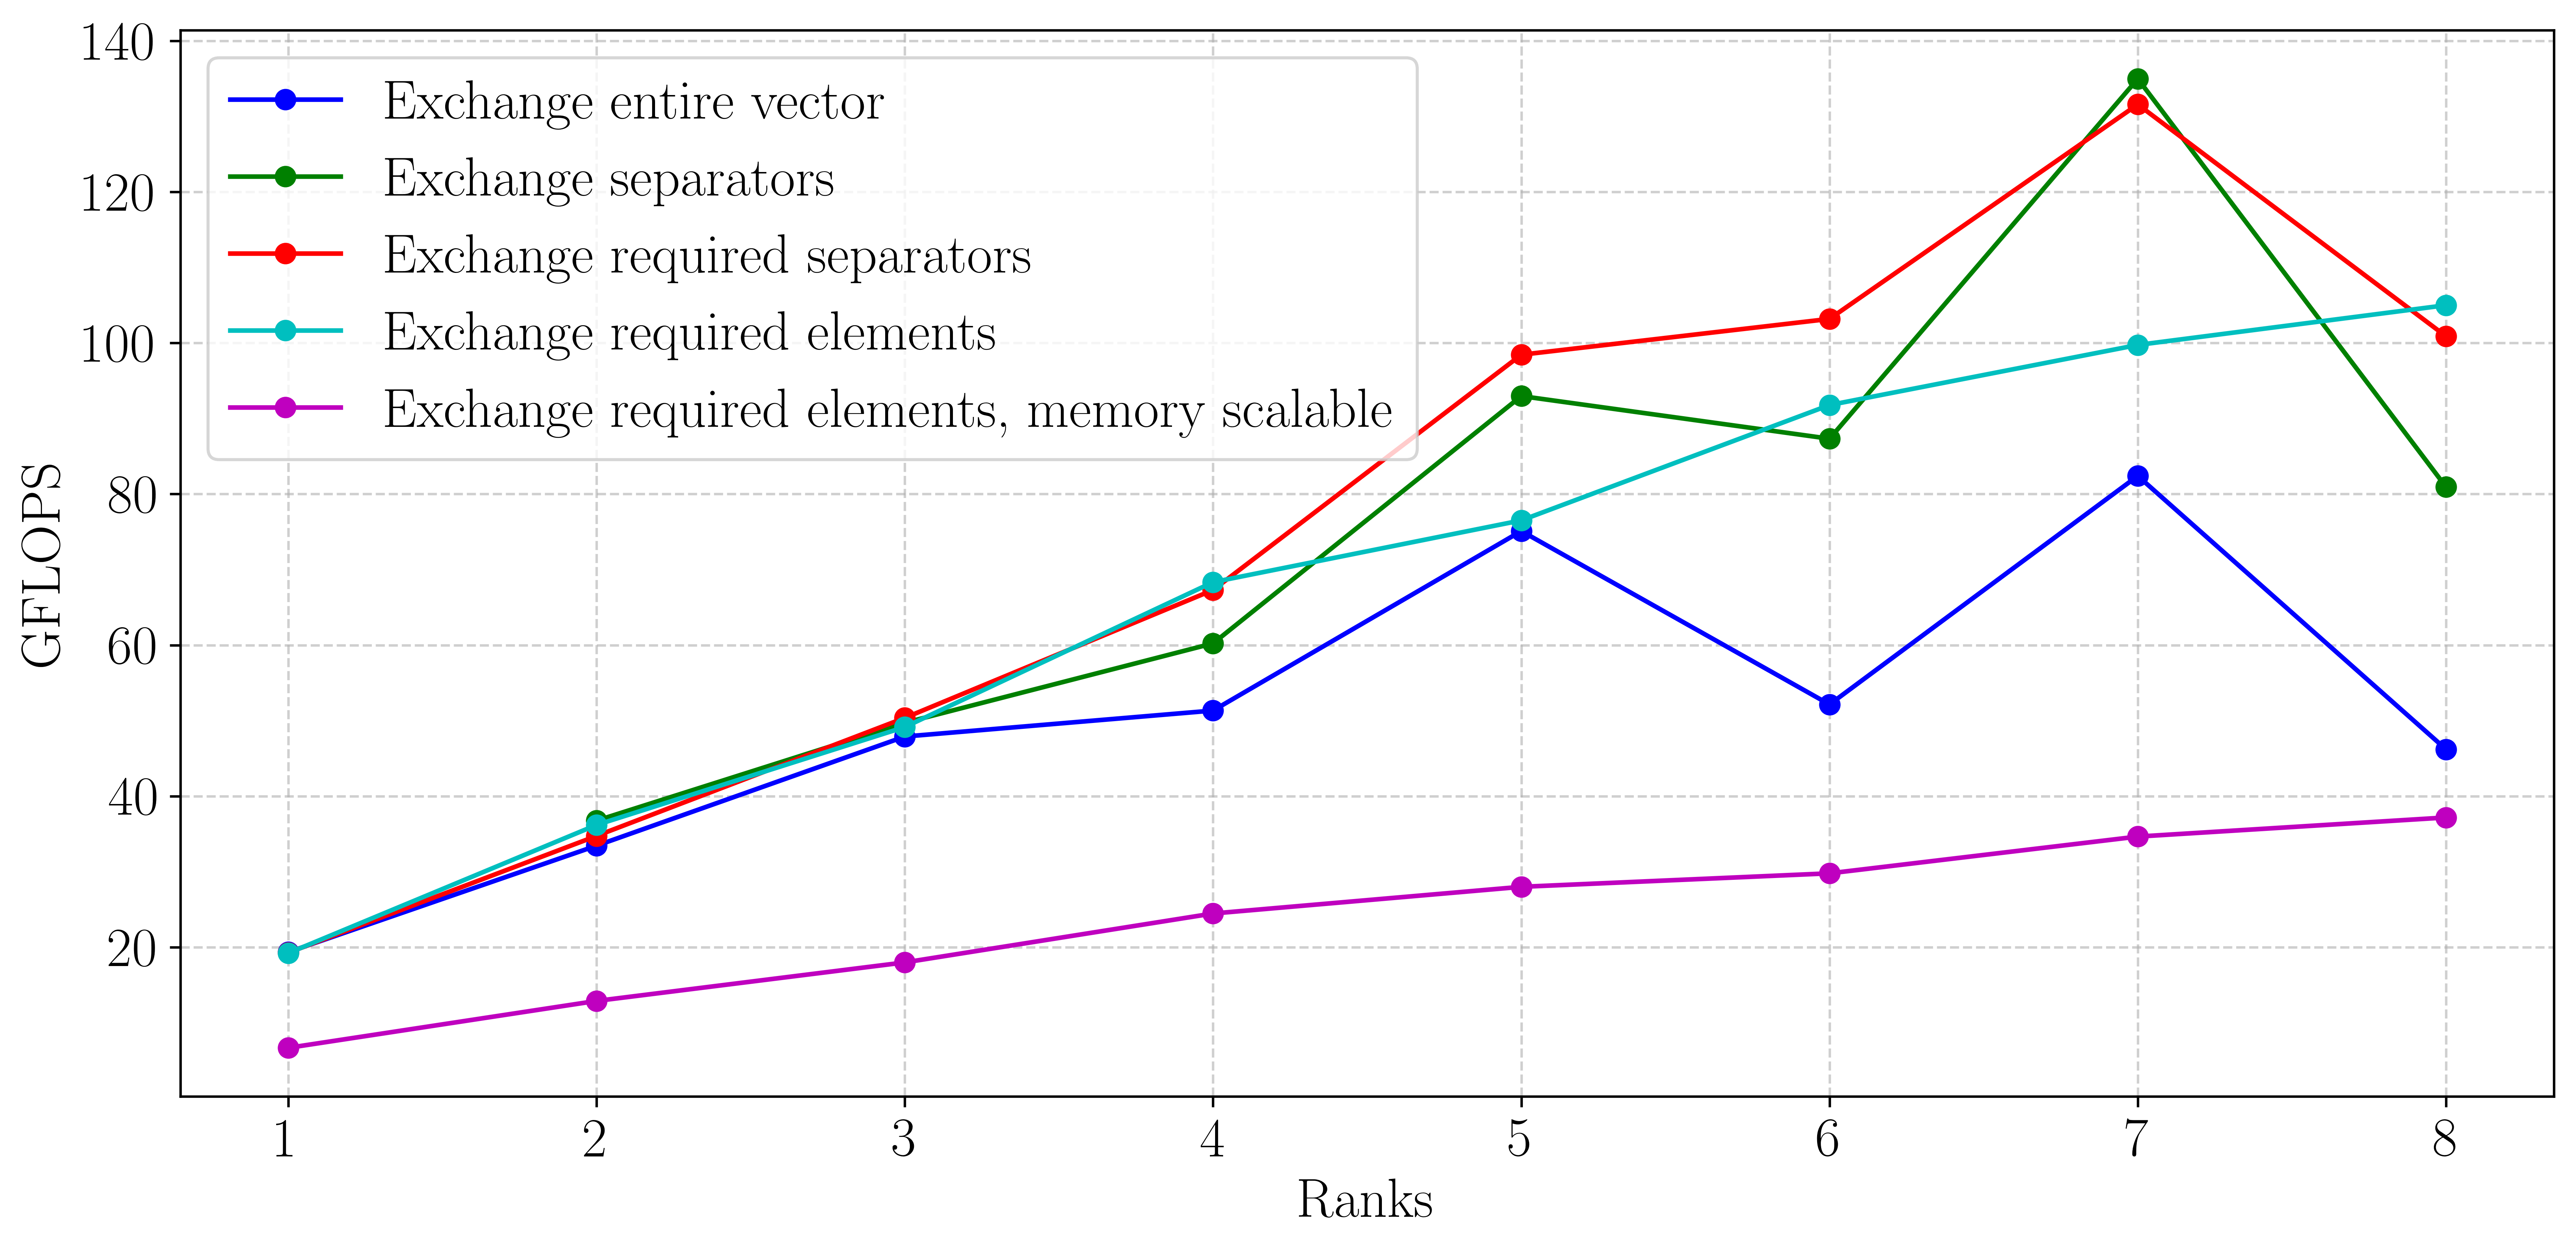 140
120
100
80
60
40
20
GFLOPS
Exchange entire vector
Exchange separators
Exchange required separators
Exchange required elements
Exchange required elements, memory scalable
1 2 3 4 5 6 7 8
Ranks